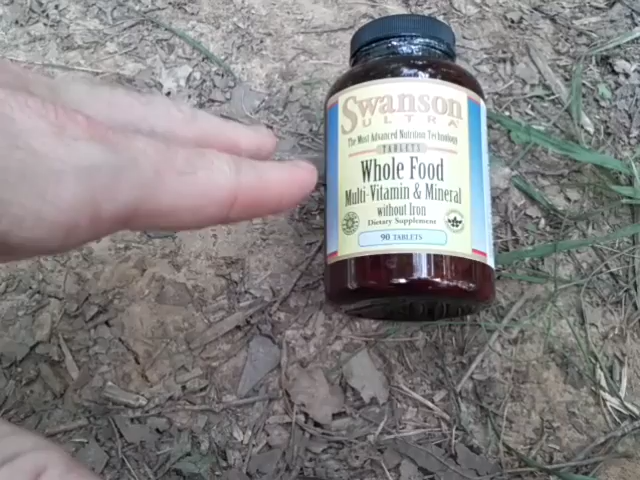 Swanson
ULTRA
The Most Advanced Nutrition Technology
TABLETS
Whole Food
Multi-Vitamin & Mineral
without Iron
Dietary Supplement
90 TABLETS